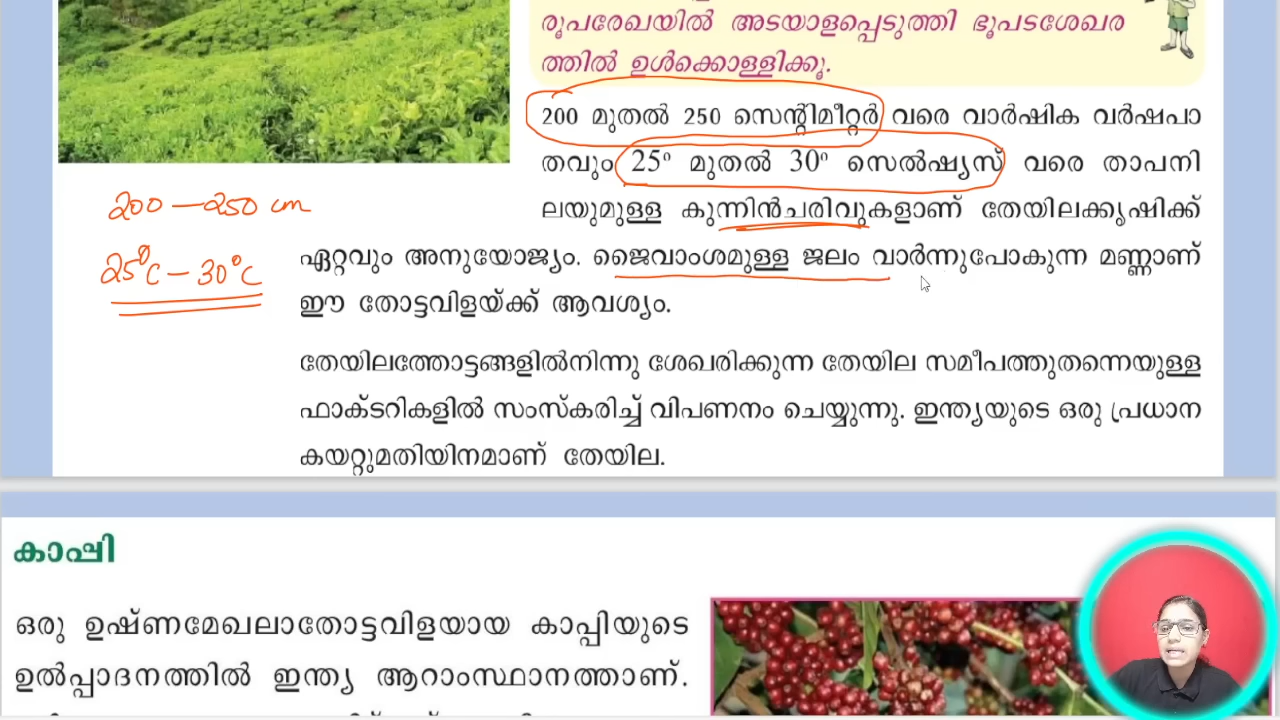 രൂപരേഖയിൽ അടയാളപ്പെടുത്തി ഭൂപടശേഖര
ത്തിൽ ഉൾക്കൊള്ളിക്കൂ.
200 മുതൽ 250 സെന്റിമീറ്റർ വരെ വാർഷിക വർഷപാ
തവും 25° മുതൽ 30° സെൽഷ്യസ് വരെ താപനി
ലയുമുള്ള കുന്നിൻചരിവുകളാണ് തേയിലക്കൃഷിക്ക്
ഏറ്റവും അനുയോജ്യം. ജൈവാംശമുള്ള ജലം വാർന്നുപോകുന്ന മണ്ണാണ്
ഈ തോട്ടവിളയ്ക്ക് ആവശ്യം.
200 — 250 cm
25°C – 30°C
തേയിലത്തോട്ടങ്ങളിൽനിന്നു ശേഖരിക്കുന്ന തേയില സമീപത്തുതന്നെയുള്ള
ഫാക്ടറികളിൽ സംസ്കരിച്ച് വിപണനം ചെയ്യുന്നു. ഇന്ത്യയുടെ ഒരു പ്രധാന
കയറ്റുമതിയിനമാണ് തേയില.
കാപ്പി
ഒരു ഉഷ്ണമേഖലാതോട്ടവിളയായ കാപ്പിയുടെ
ഉൽപ്പാദനത്തിൽ ഇന്ത്യ ആറാംസ്ഥാനത്താണ്.